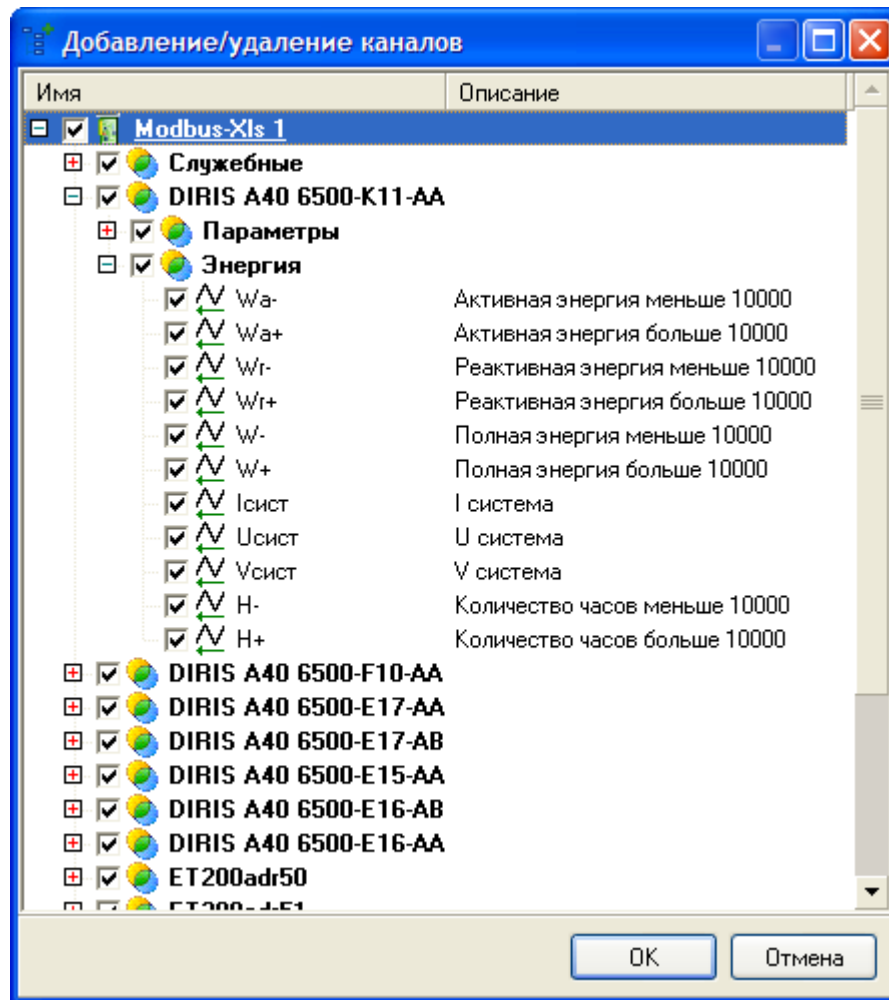 Добавление/удаление каналов
Имя Описание
Modbus-Xls 1
Служебные
DIRIS A40 6500-K11-AA
Параметры
Энергия
Wa- Активная энергия меньше 10000
Wa+ Активная энергия больше 10000
Wr- Реактивная энергия меньше 10000
Wr+ Реактивная энергия больше 10000
W- Полная энергия меньше 10000
W+ Полная энергия больше 10000
Iсист I система
Uсист U система
Vсист V система
H- Количество часов меньше 10000
H+ Количество часов больше 10000
DIRIS A40 6500-F10-AA
DIRIS A40 6500-E17-AA
DIRIS A40 6500-E17-AB
DIRIS A40 6500-E15-AA
DIRIS A40 6500-E16-AB
DIRIS A40 6500-E16-AA
ET200adr50
OK Отмена